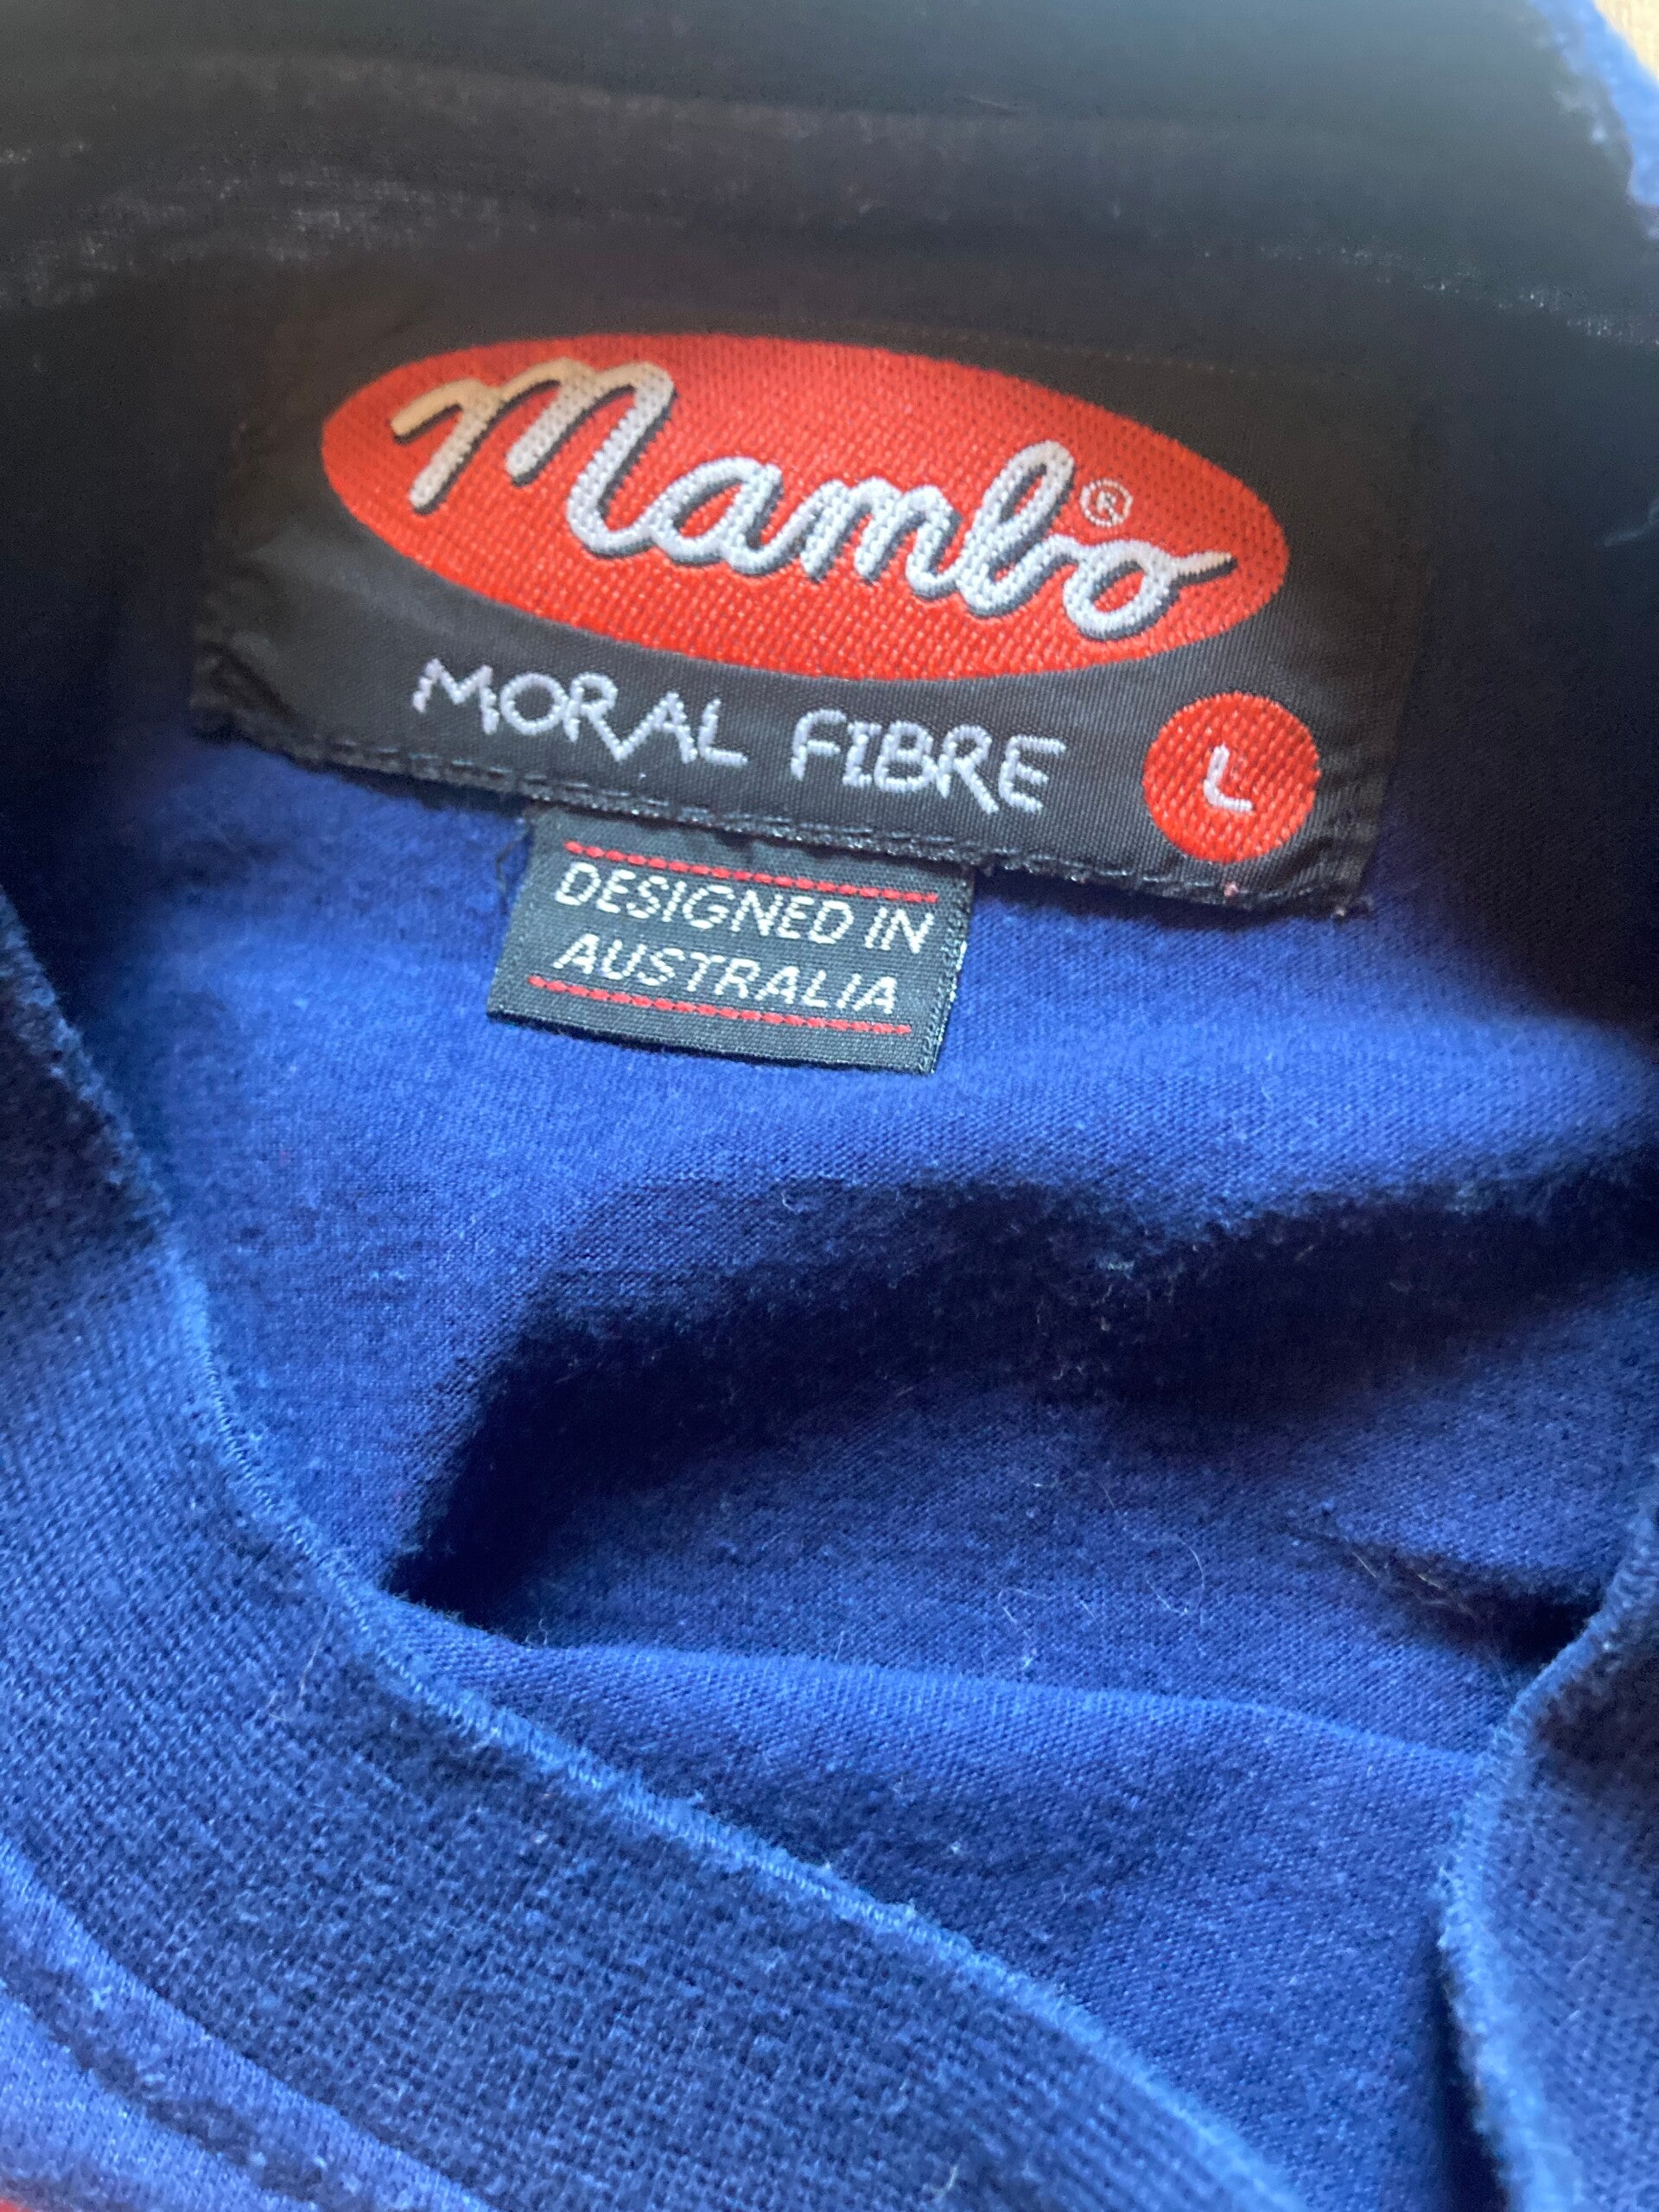 Mambo®
MORAL FIBRE
L
DESIGNED IN
AUSTRALIA